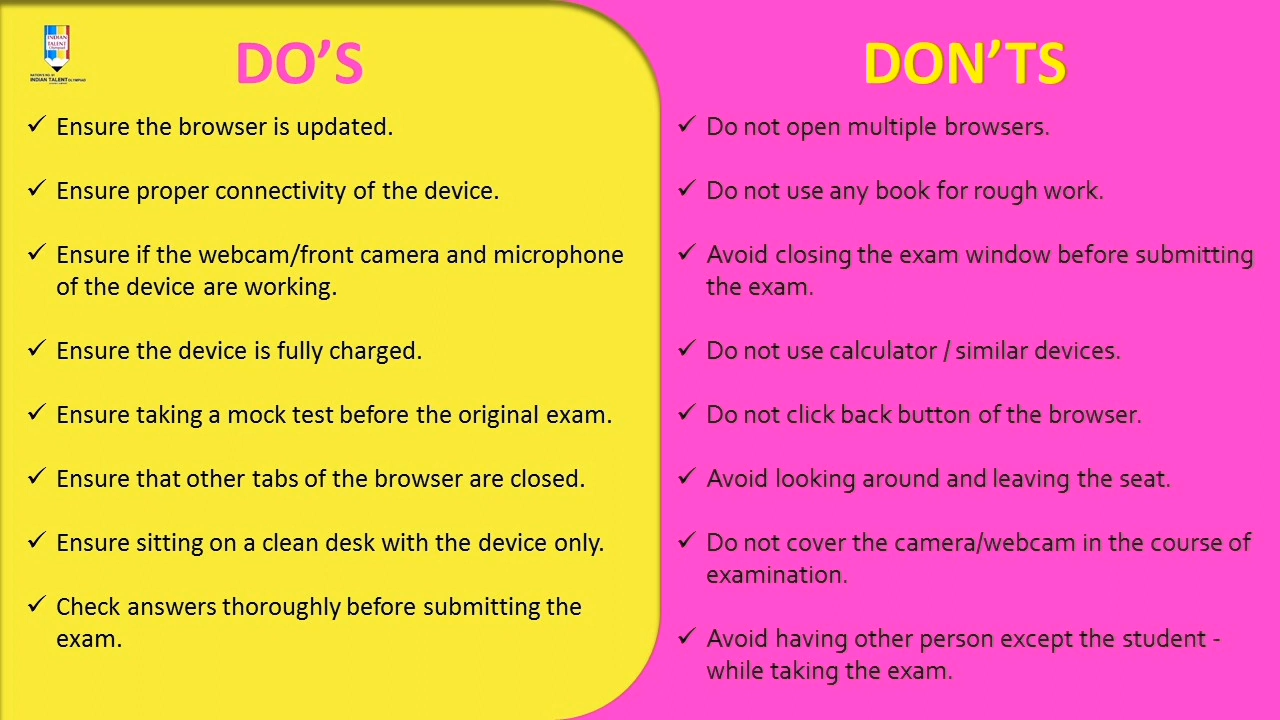 INDIAN
TALENT
Olympiad
NATION'S NO. 01
INDIAN TALENT OLYMPIAD
DO'S
✓ Ensure the browser is updated.
✓ Ensure proper connectivity of the device.
✓ Ensure if the webcam/front camera and microphone
of the device are working.
✓ Ensure the device is fully charged.
✓ Ensure taking a mock test before the original exam.
✓ Ensure that other tabs of the browser are closed.
✓ Ensure sitting on a clean desk with the device only.
✓ Check answers thoroughly before submitting the
exam.
DON'TS
✓ Do not open multiple browsers.
✓ Do not use any book for rough work.
✓ Avoid closing the exam window before submitting
the exam.
✓ Do not use calculator / similar devices.
✓ Do not click back button of the browser.
✓ Avoid looking around and leaving the seat.
✓ Do not cover the camera/webcam in the course of
examination.
✓ Avoid having other person except the student -
while taking the exam.